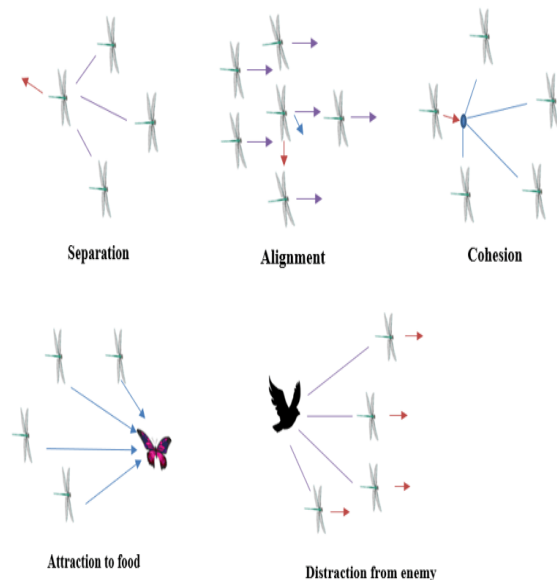 Separation
Alignment
Cohesion
Attraction to food
Distraction from enemy